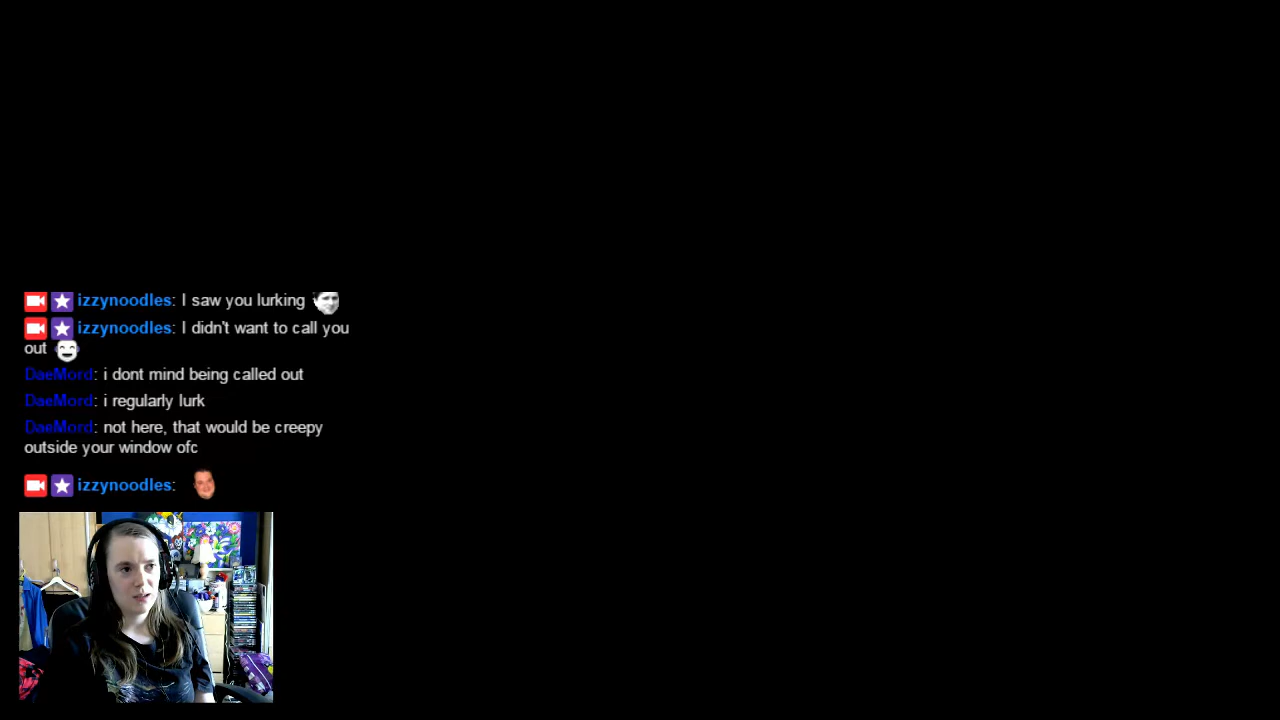 izzynoodles: I saw you lurking
izzynoodles: I didn't want to call you
out
DaeMord: i dont mind being called out
DaeMord: i regularly lurk
DaeMord: not here, that would be creepy
outside your window ofc
izzynoodles: